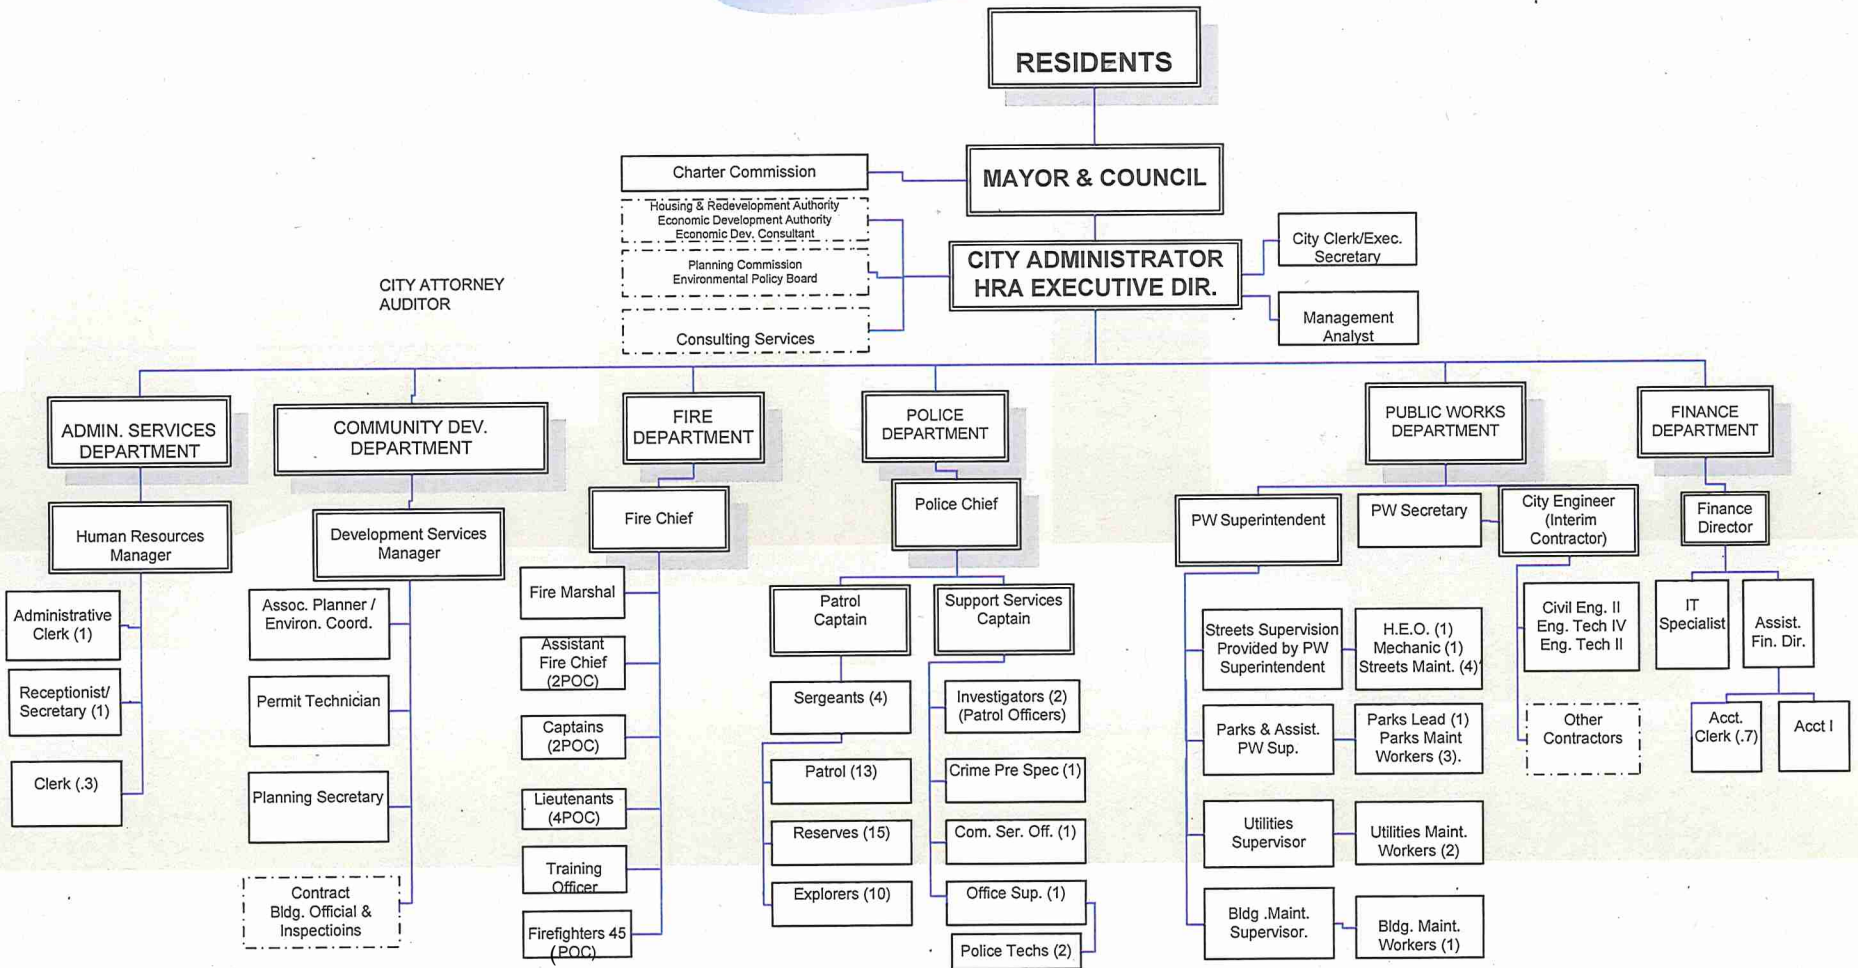 RESIDENTS
MAYOR & COUNCIL
Charter Commission
Housing & Redevelopment Authority
Economic Development Authority
Economic Dev. Consultant
Planning Commission
Environmental Policy Board
Consulting Services
CITY ATTORNEY
AUDITOR
CITY ADMINISTRATOR
HRA EXECUTIVE DIR.
City Clerk/Exec.
Secretary
Management
Analyst
ADMIN. SERVICES
DEPARTMENT
Human Resources
Manager
Administrative
Clerk (1)
Receptionist/
Secretary (1)
Clerk (.3)
COMMUNITY DEV.
DEPARTMENT
Development Services
Manager
Assoc. Planner /
Environ. Coord.
Permit Technician
Planning Secretary
Contract
Bldg. Official &
Inspectioins
FIRE
DEPARTMENT
Fire Chief
Fire Marshal
Assistant
Fire Chief
(2POC)
Captains
(2POC)
Lieutenants
(4POC)
Training
Officer
Firefighters 45
(POC)
POLICE
DEPARTMENT
Police Chief
Patrol
Captain
Sergeants (4)
Patrol (13)
Reserves (15)
Explorers (10)
Support Services
Captain
Investigators (2)
(Patrol Officers)
Crime Pre Spec (1)
Com. Ser. Off. (1)
Office Sup. (1)
Police Techs (2)
PUBLIC WORKS
DEPARTMENT
PW Superintendent
PW Secretary
City Engineer
(Interim
Contractor)
Streets Supervision
Provided by PW
Superintendent
H.E.O. (1)
Mechanic (1)
Streets Maint. (4)
Parks & Assist.
PW Sup.
Parks Lead (1)
Parks Maint
Workers (3).
Utilities
Supervisor
Utilities Maint.
Workers (2)
Bldg .Maint.
Supervisor.
Bldg. Maint.
Workers (1)
Civil Eng. II
Eng. Tech IV
Eng. Tech II
Other
Contractors
FINANCE
DEPARTMENT
Finance
Director
IT
Specialist
Assist.
Fin. Dir.
Acct.
Clerk (.7)
Acct I